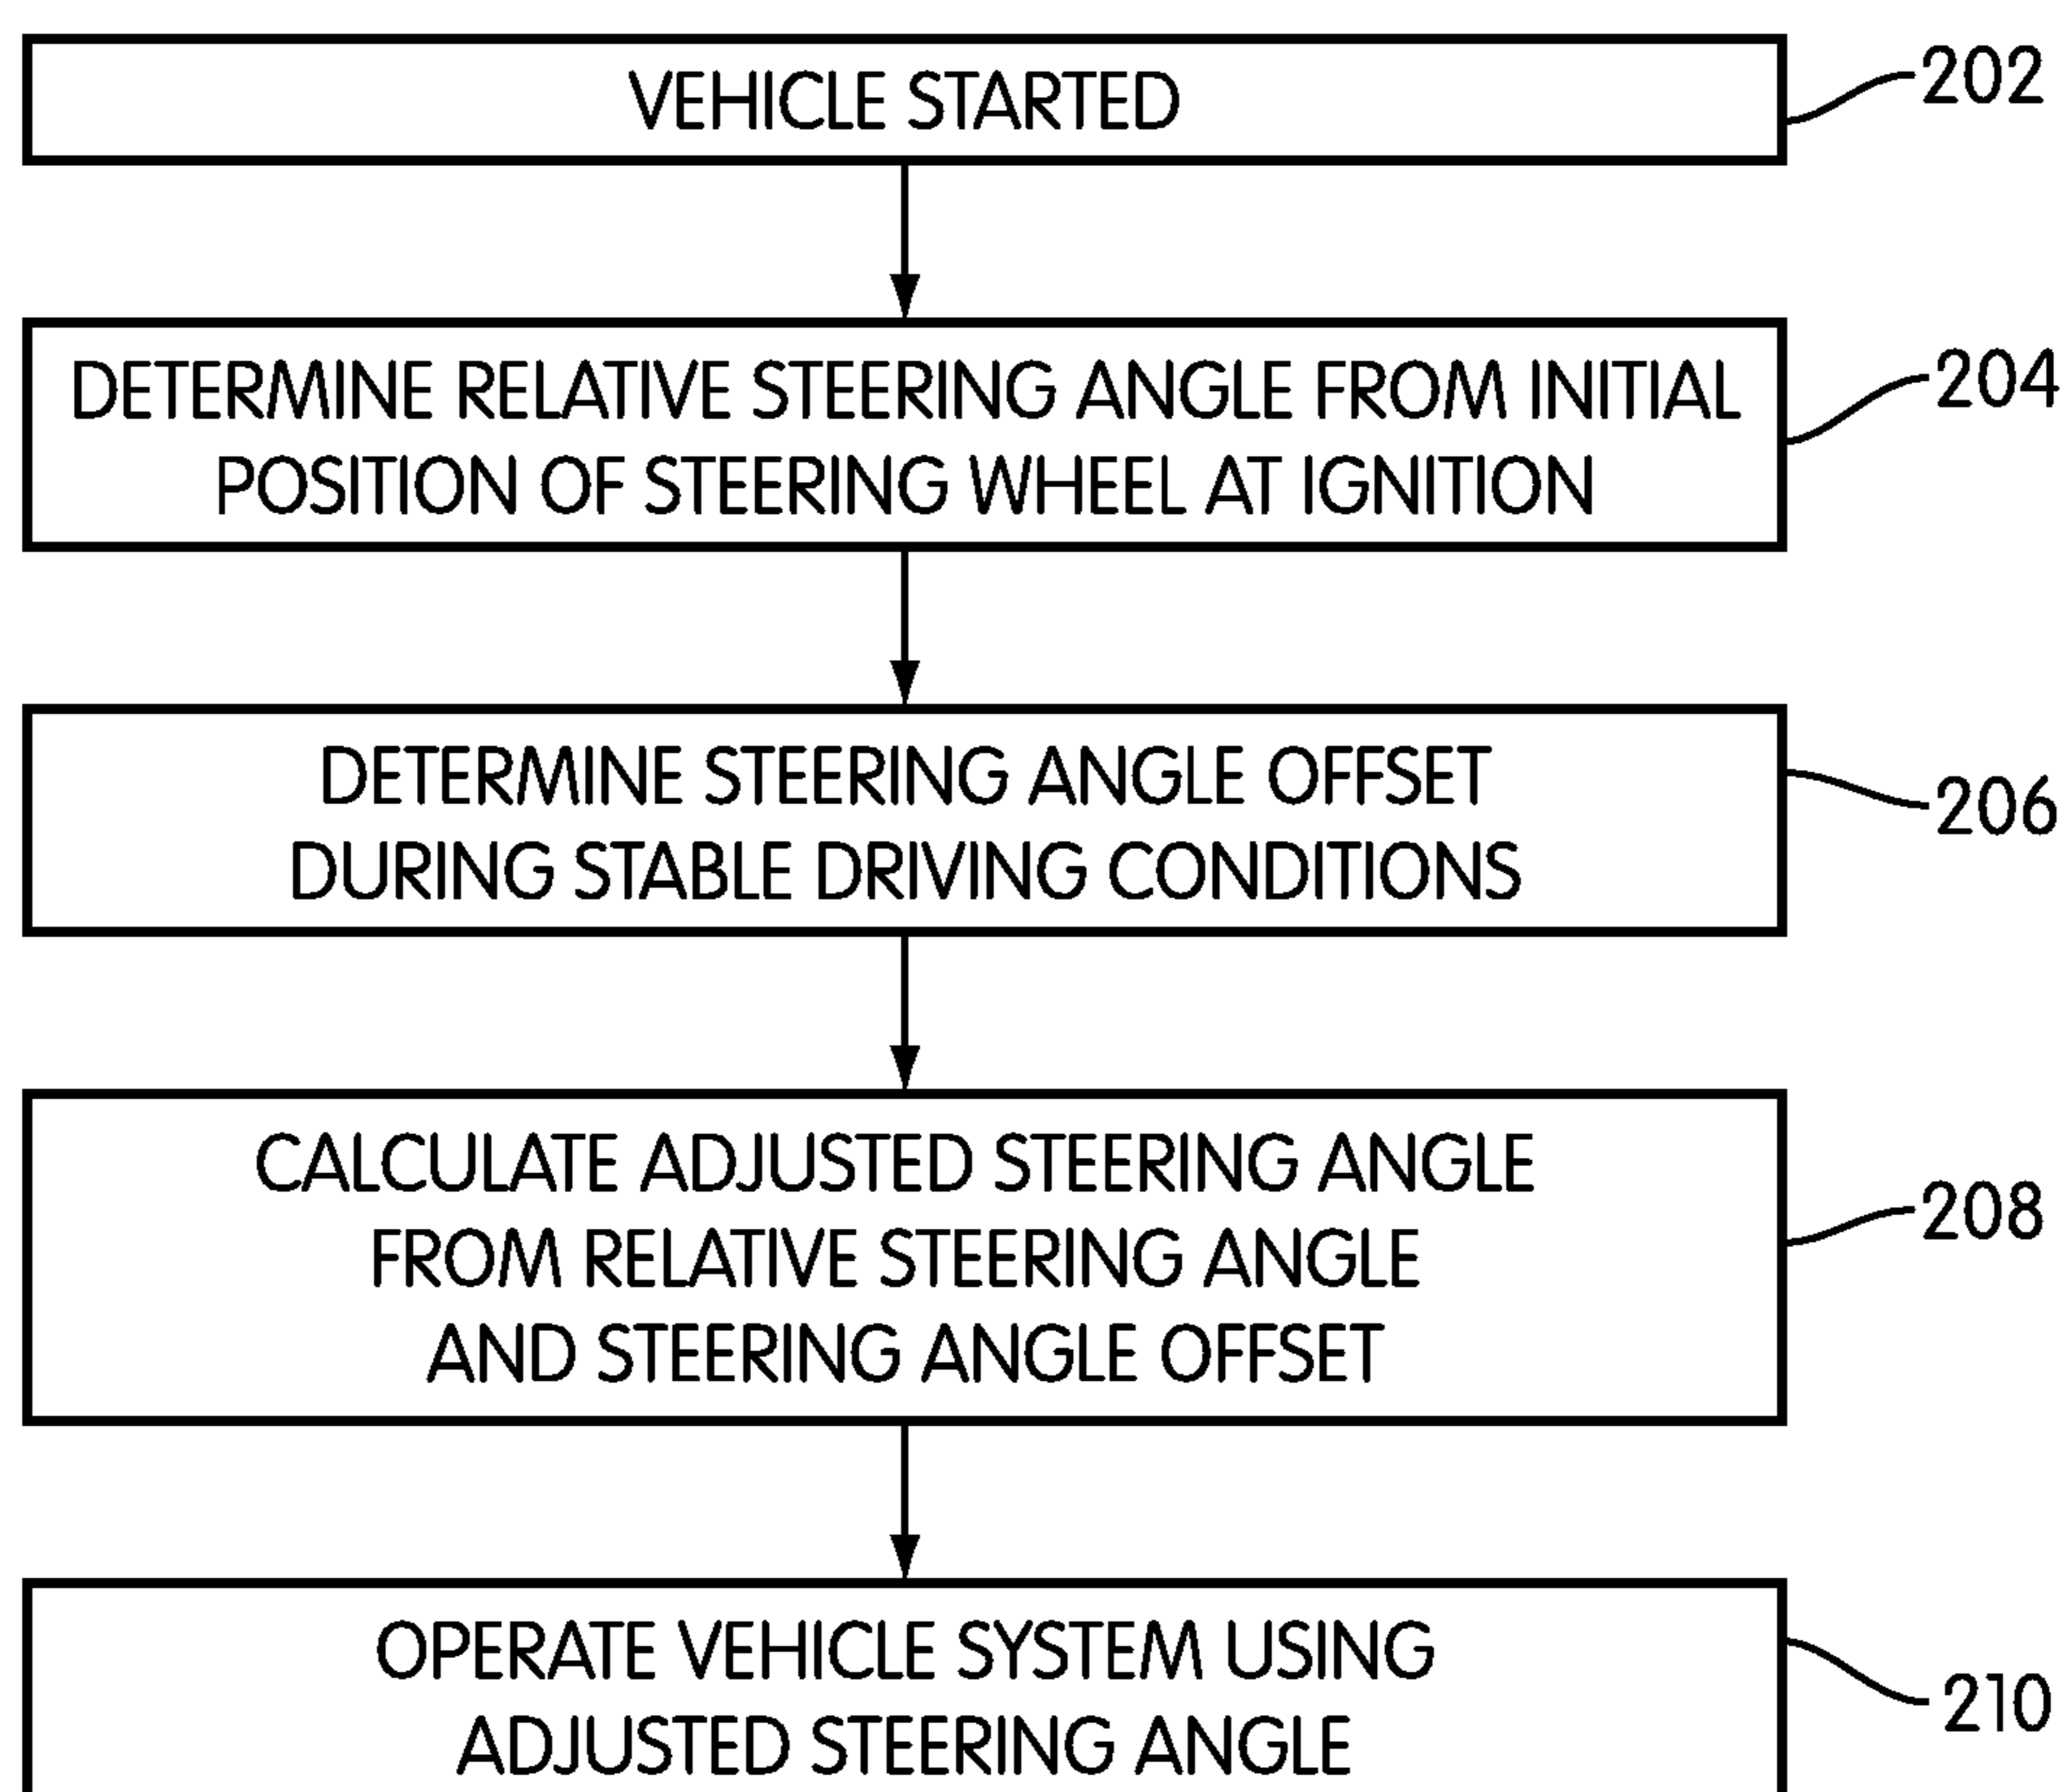 VEHICLE STARTED
202
DETERMINE RELATIVE STEERING ANGLE FROM INITIAL
POSITION OF STEERING WHEEL AT IGNITION
204
DETERMINE STEERING ANGLE OFFSET
DURING STABLE DRIVING CONDITIONS
206
CALCULATE ADJUSTED STEERING ANGLE
FROM RELATIVE STEERING ANGLE
AND STEERING ANGLE OFFSET
208
OPERATE VEHICLE SYSTEM USING
ADJUSTED STEERING ANGLE
210